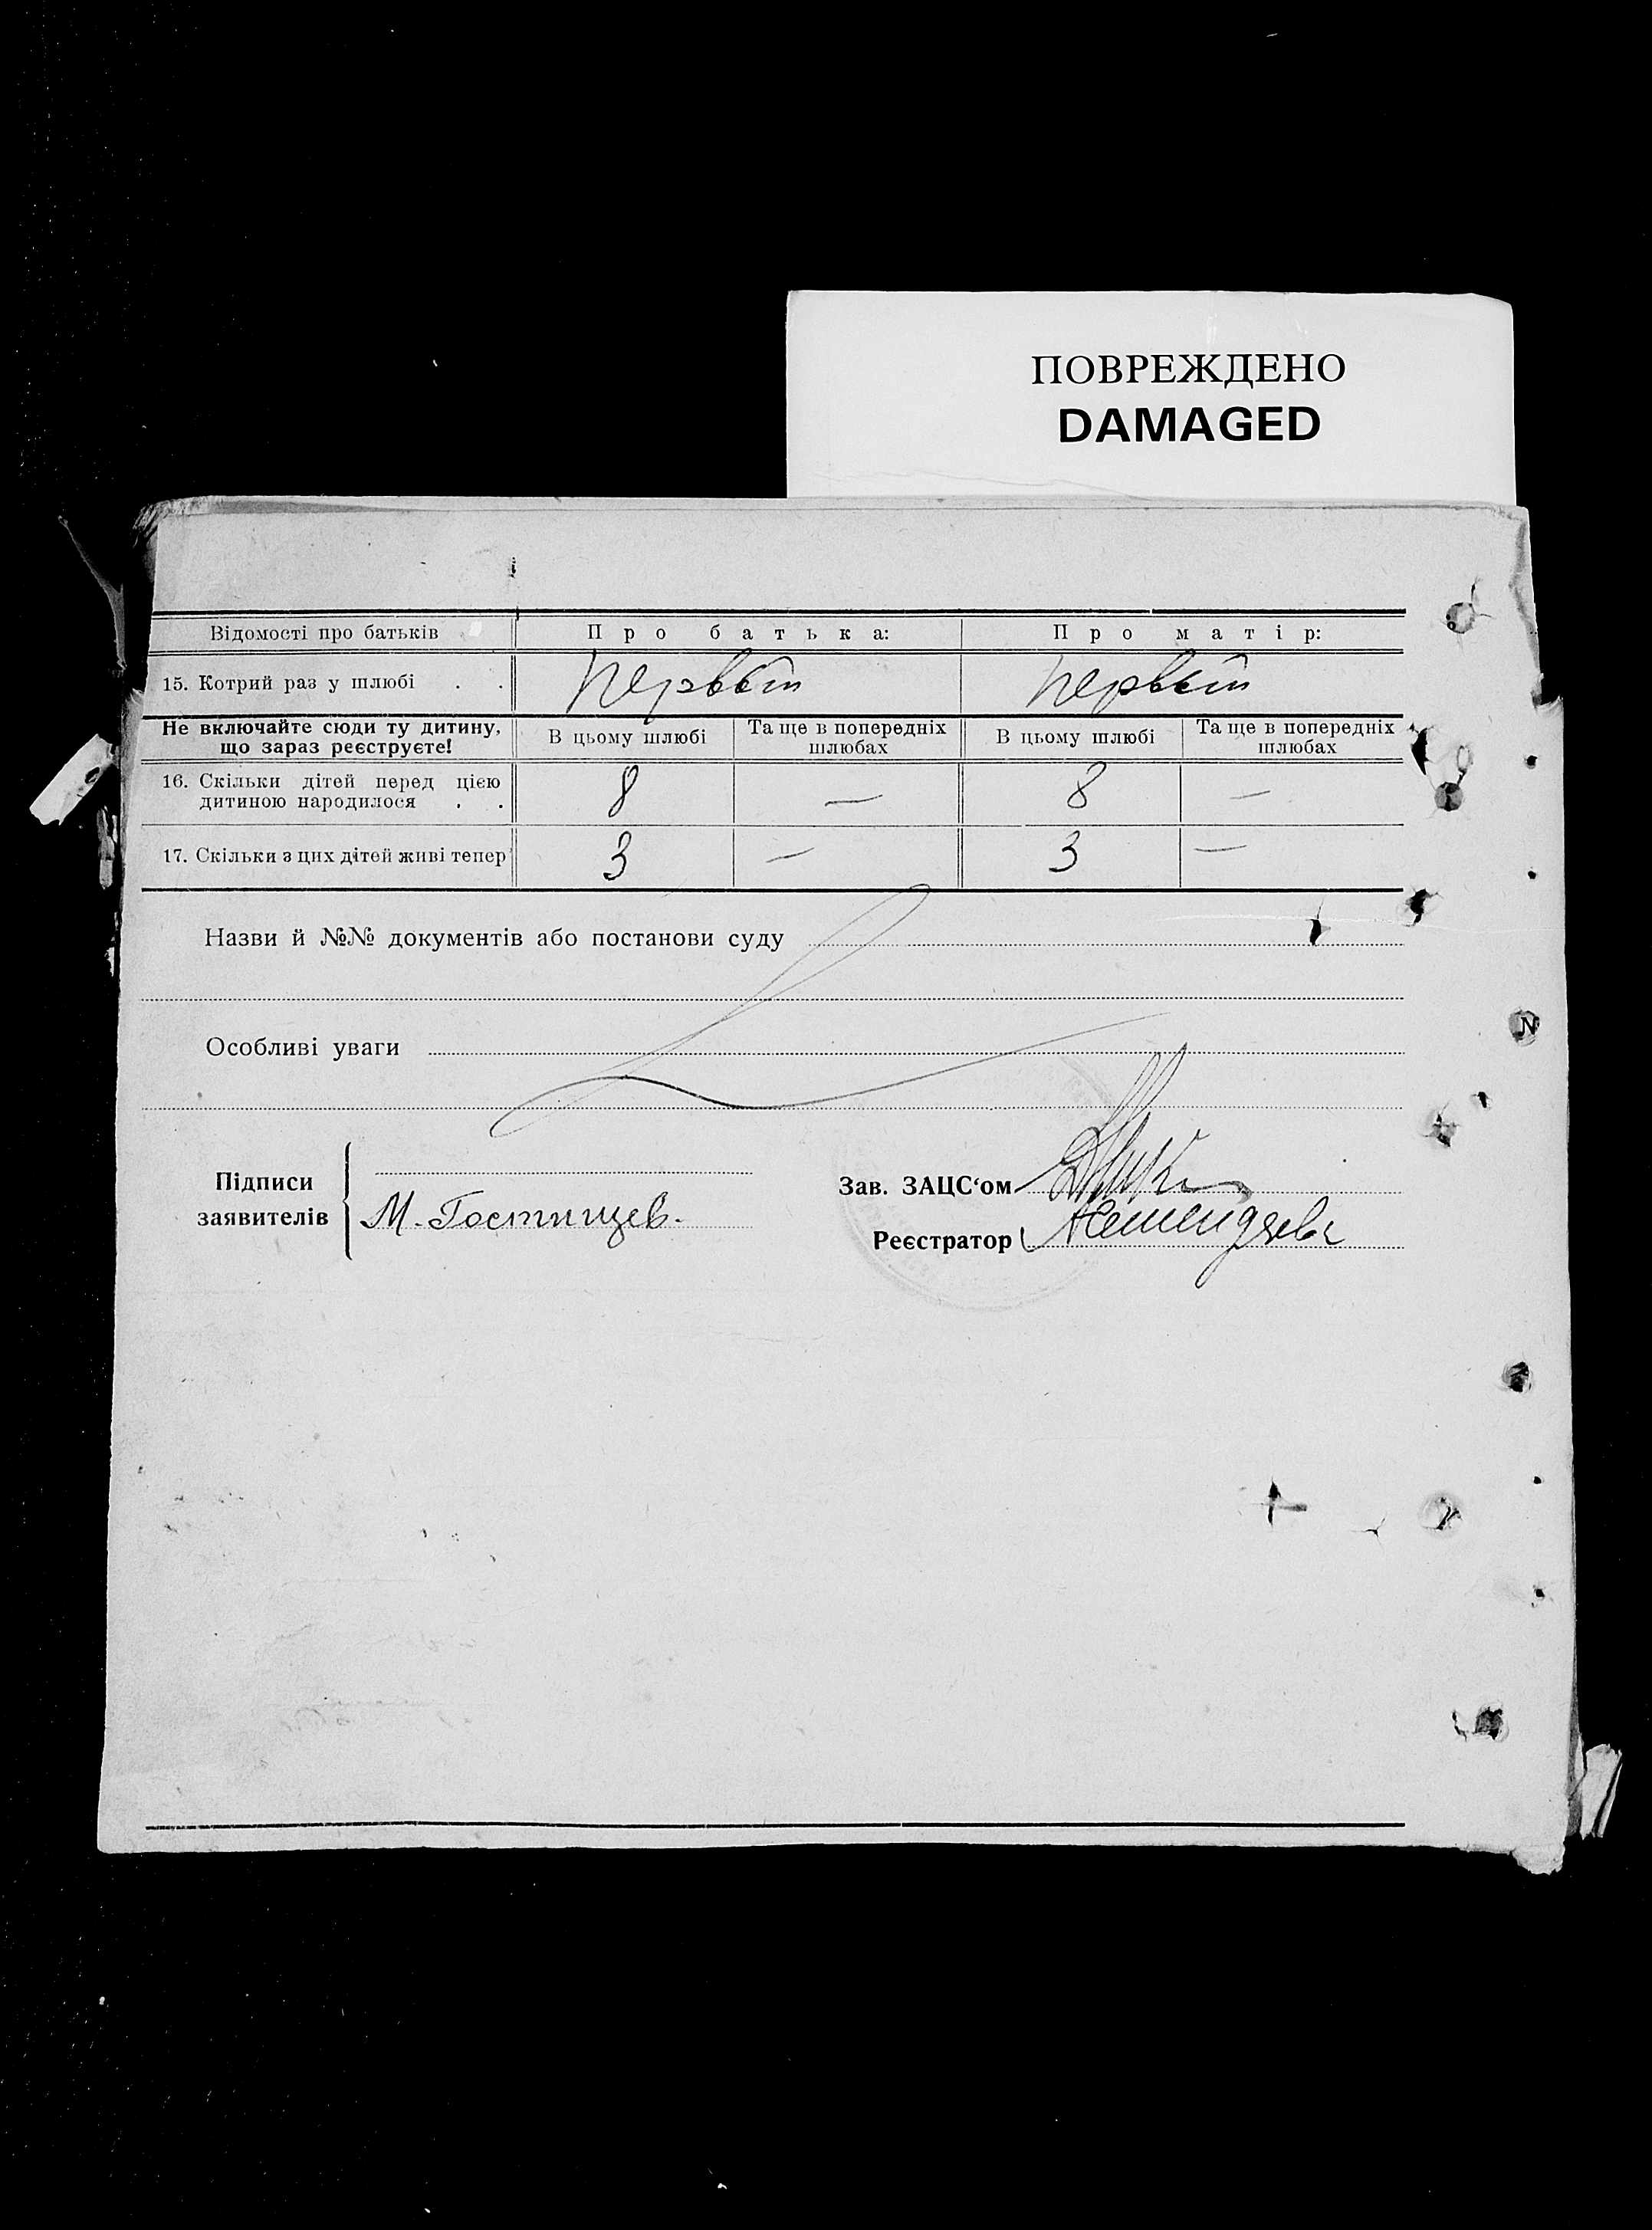 ПОВРЕЖДЕНО
DAMAGED
Відомості про батьків Про батька: Про матір:
15. Котрий раз у шлюбі . . первый первый
Не включайте сюди ту дитину, що зараз реєструєте! В цьому шлюбі Та ще в попередніх шлюбах В цьому шлюбі Та ще в попередніх шлюбах
16. Скільки дітей перед цією дитиною народилося . . 8 — 8 —
17. Скільки з цих дітей живі тепер 3 — 3 —
Назви й №№ документів або постанови суду
Особливі уваги
Підписи заявителів М. Гостищев.
Зав. ЗАЦС‘ом
Реєстратор